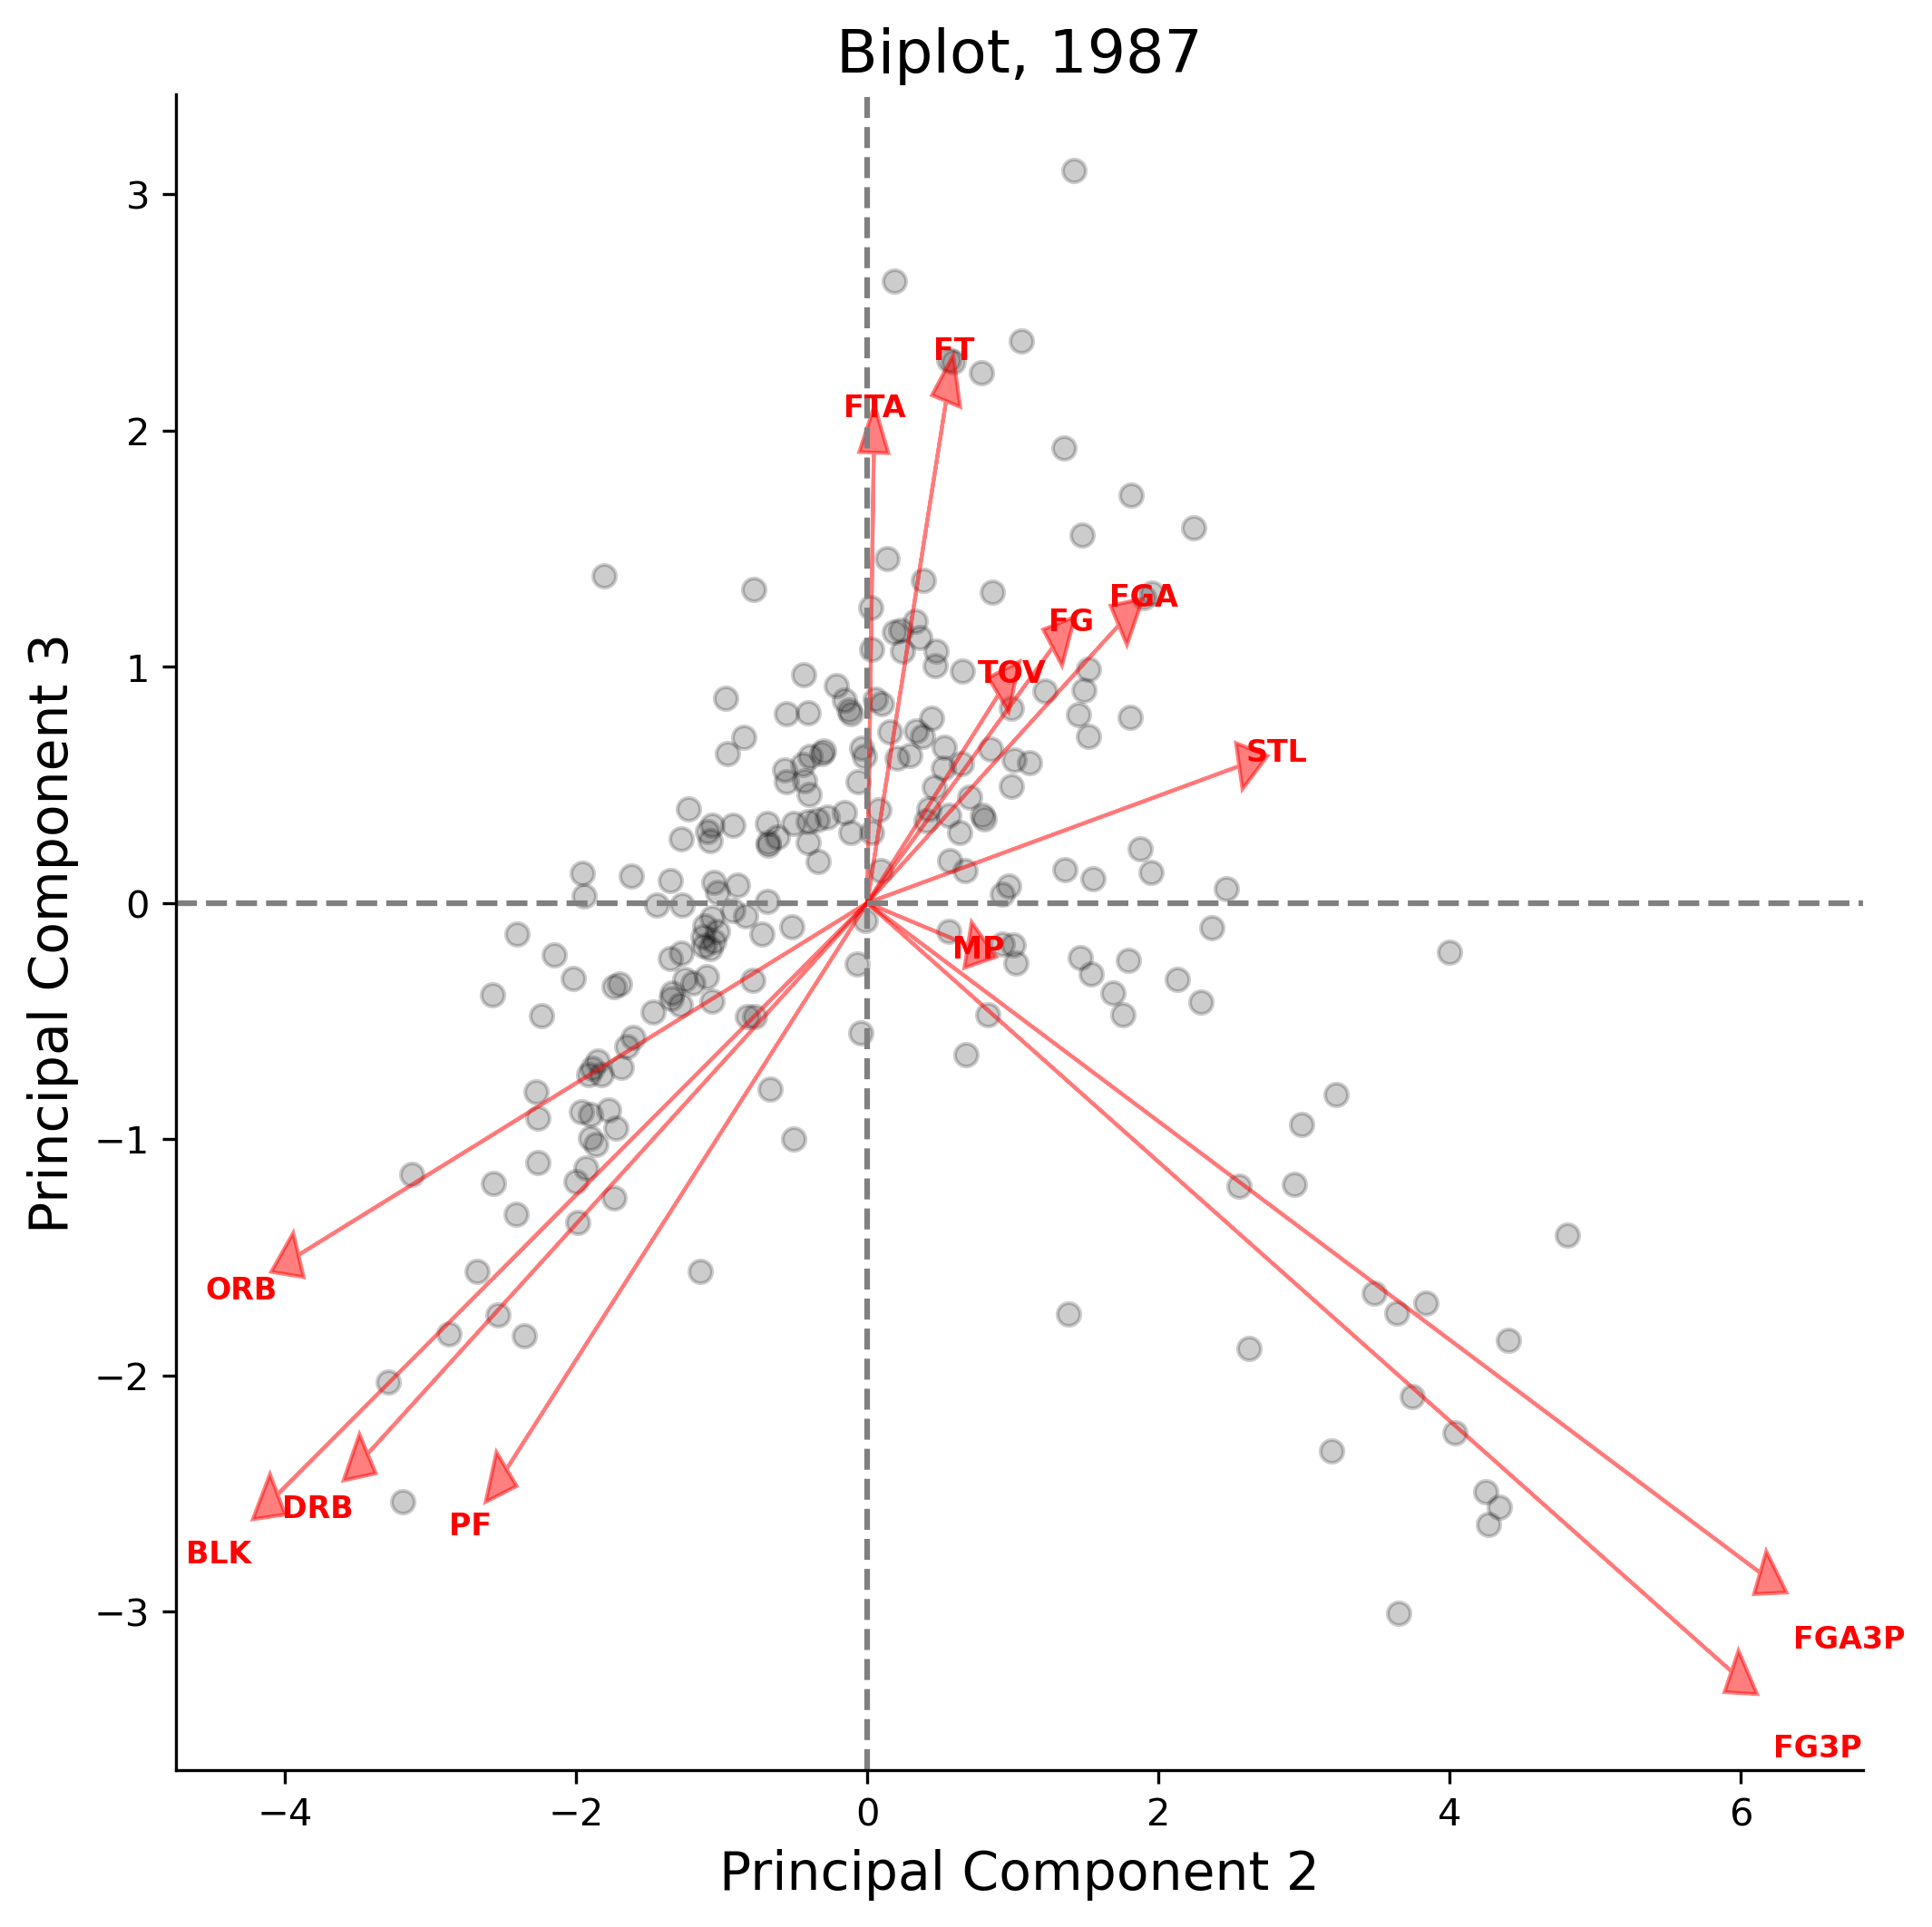 Biplot, 1987
Principal Component 3
3
2
1
0
−1
−2
−3
FT
FTA
FGA
FG
TOV
STL
MP
ORB
DRB
PF
BLK
FGA3P
FG3P
−4
−2
0
2
4
6
Principal Component 2